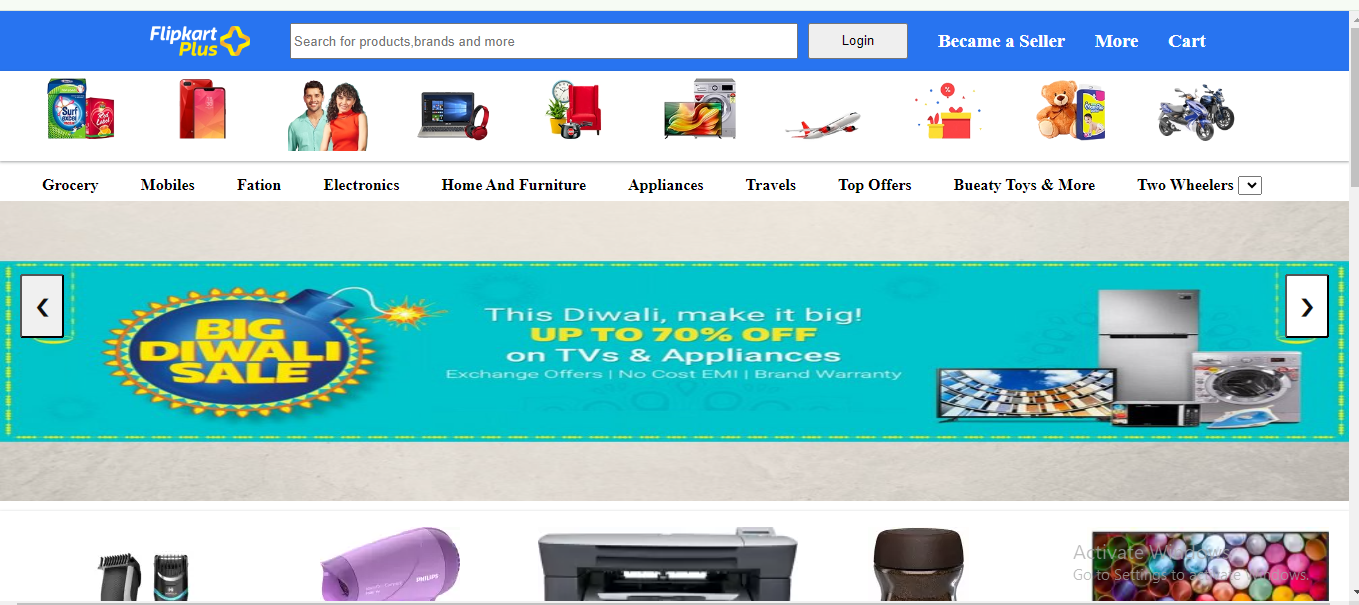 Flipkart
Plus
Search for products,brands and more
Login
Became a Seller
More
Cart
Surf
excel
Grocery
Mobiles
Fation
Electronics
Home And Furniture
Appliances
Travels
Top Offers
Bueaty Toys & More
Two Wheelers
BIG
DIWALI
SALE
This Diwali, make it big!
UP TO 70% OFF
on TVs & Appliances
Exchange Offers | No Cost EMI | Brand Warranty
PHILIPS
Activate Windows
Go to Settings to activate Windows.